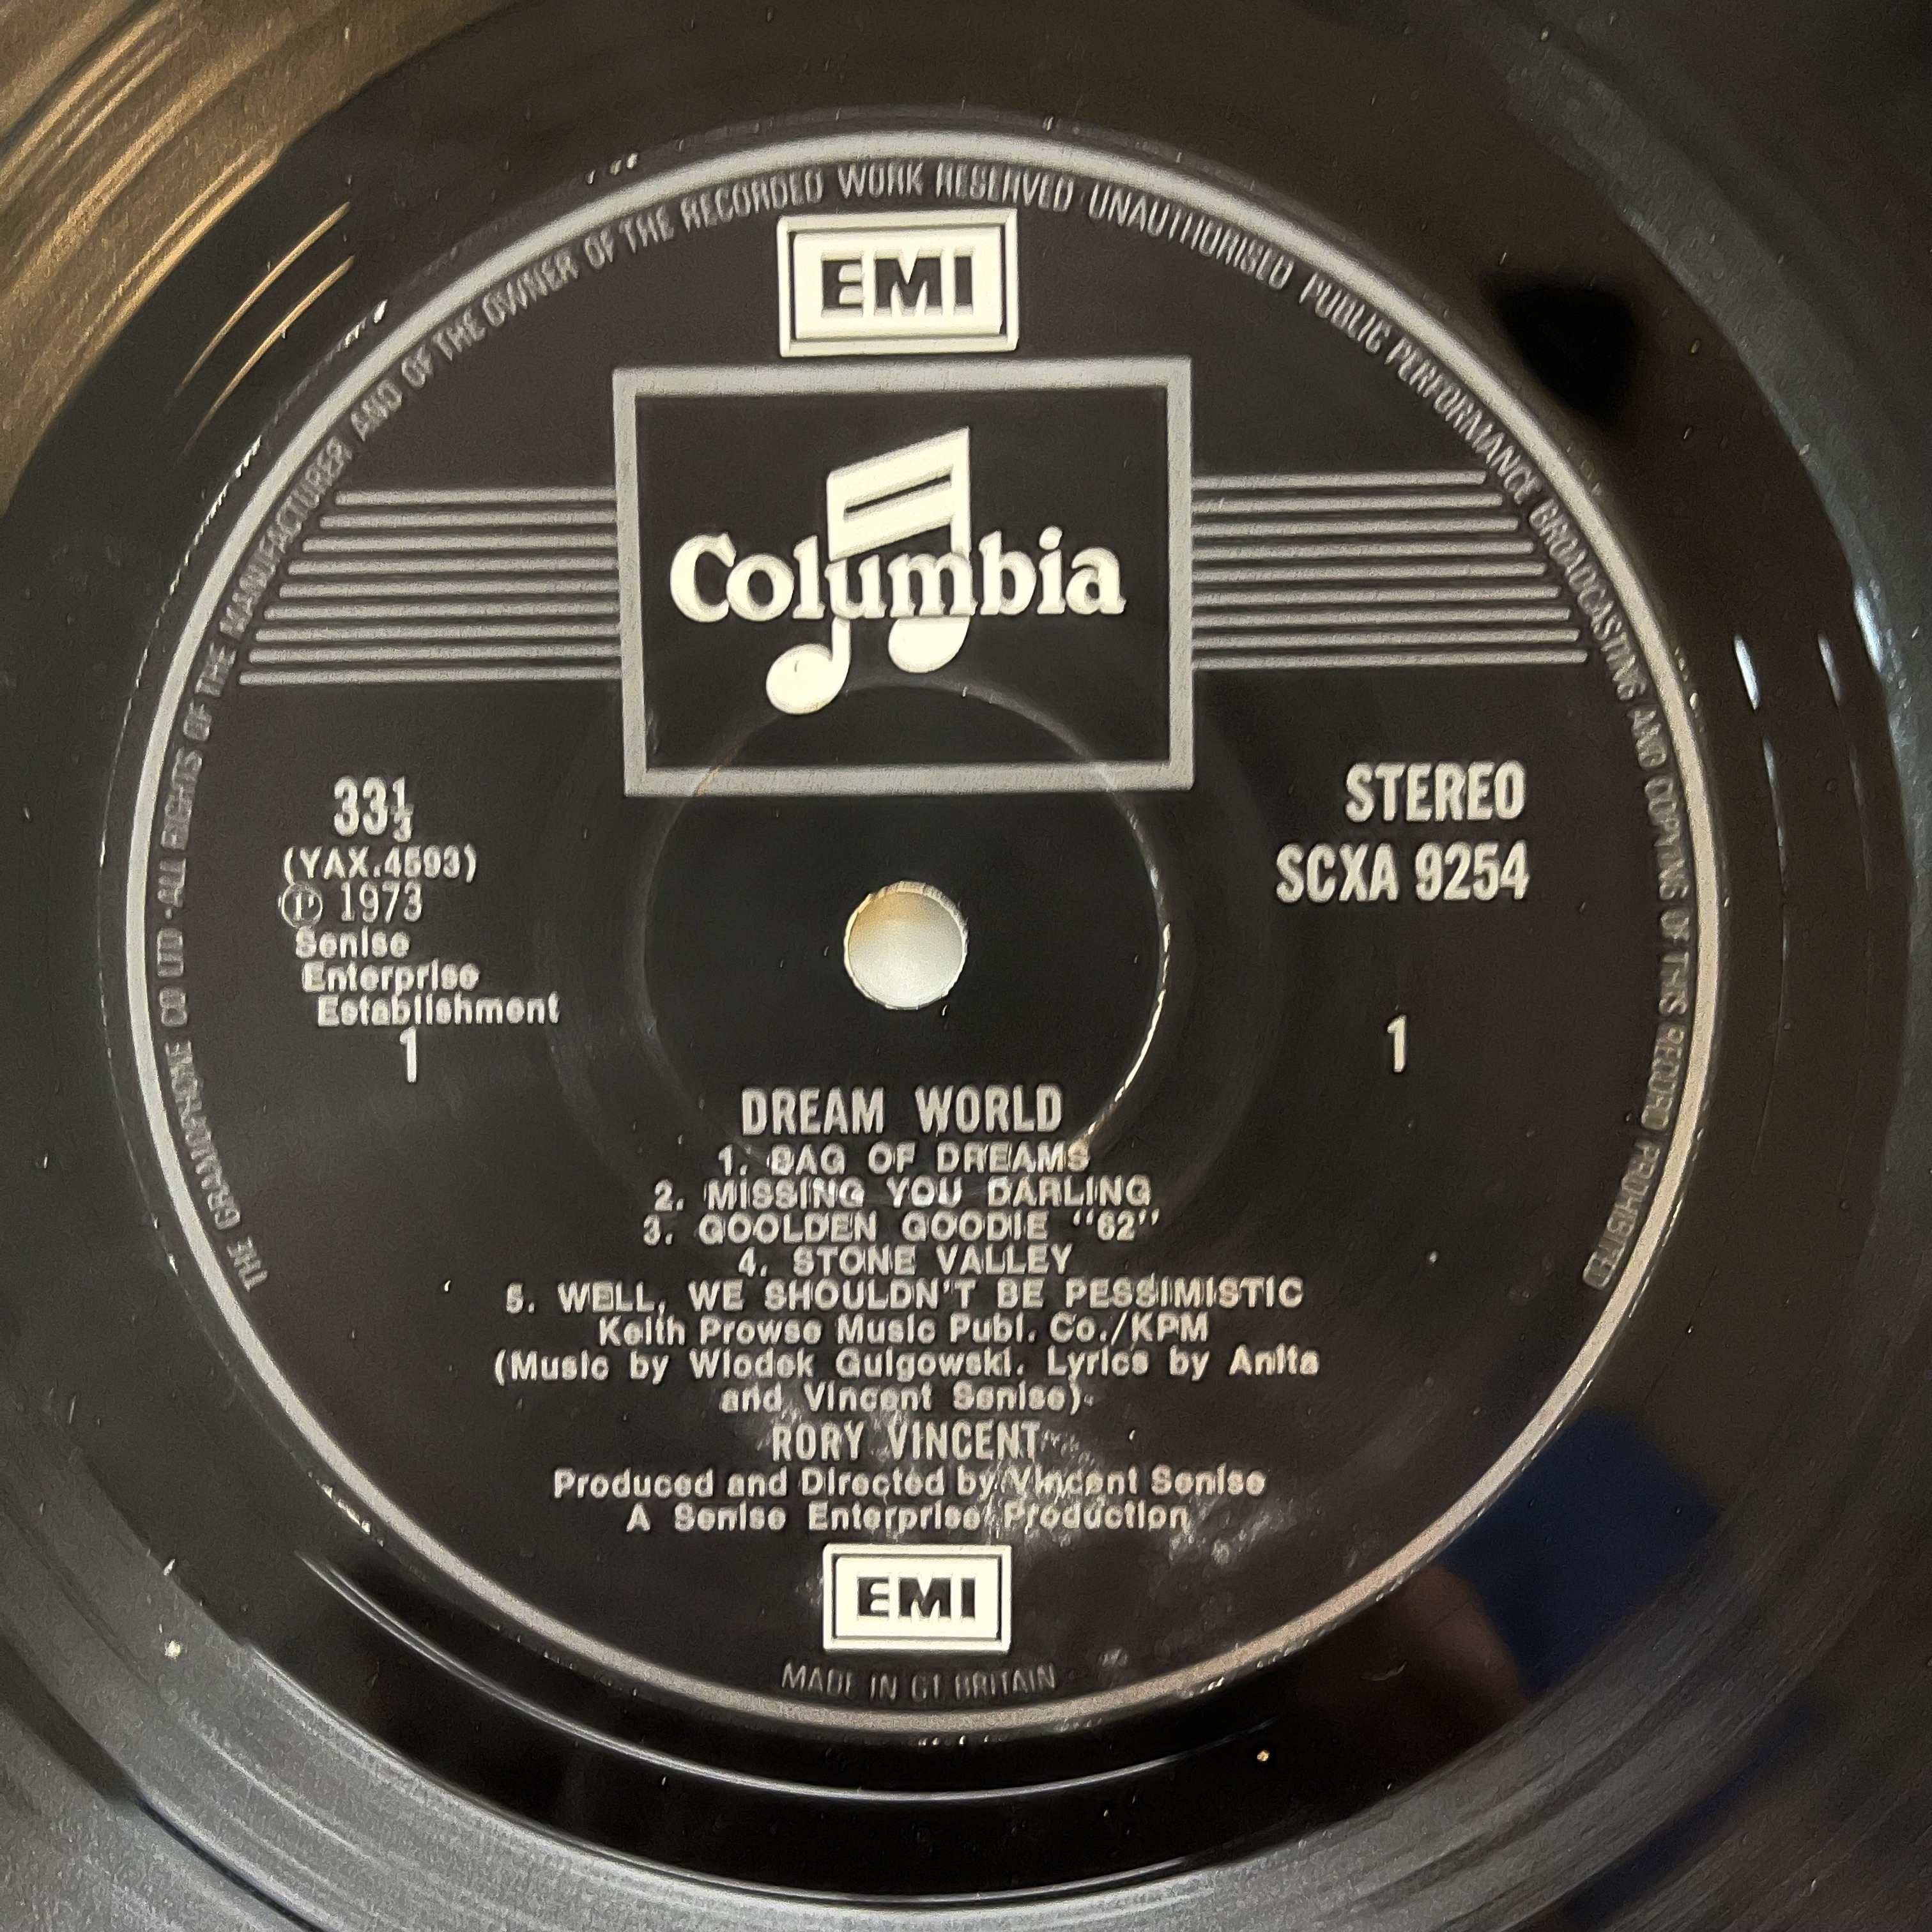 THE GRAMOPHONE CO LTD · ALL RIGHTS OF THE MANUFACTURER AND OF THE OWNER OF THE RECORDED WORK RESERVED · UNAUTHORISED PUBLIC PERFORMANCE BROADCASTING AND COPYING OF THIS RECORD PROHIBITED
EMI
Columbia
33⅓
(YAX.4593)
Ⓟ 1973
Senise
Enterprise
Establishment
1
STEREO
SCXA 9254
1
DREAM WORLD
1. BAG OF DREAMS
2. MISSING YOU DARLING
3. GOOLDEN GOODIE "62"
4. STONE VALLEY
5. WELL, WE SHOULDN'T BE PESSIMISTIC
Keith Prowse Music Publ. Co./KPM
(Music by Wlodek Gulgowski. Lyrics by Anita
and Vincent Senise)
RORY VINCENT
Produced and Directed by Vincent Senise
A Senise Enterprise Production
EMI
MADE IN GT BRITAIN